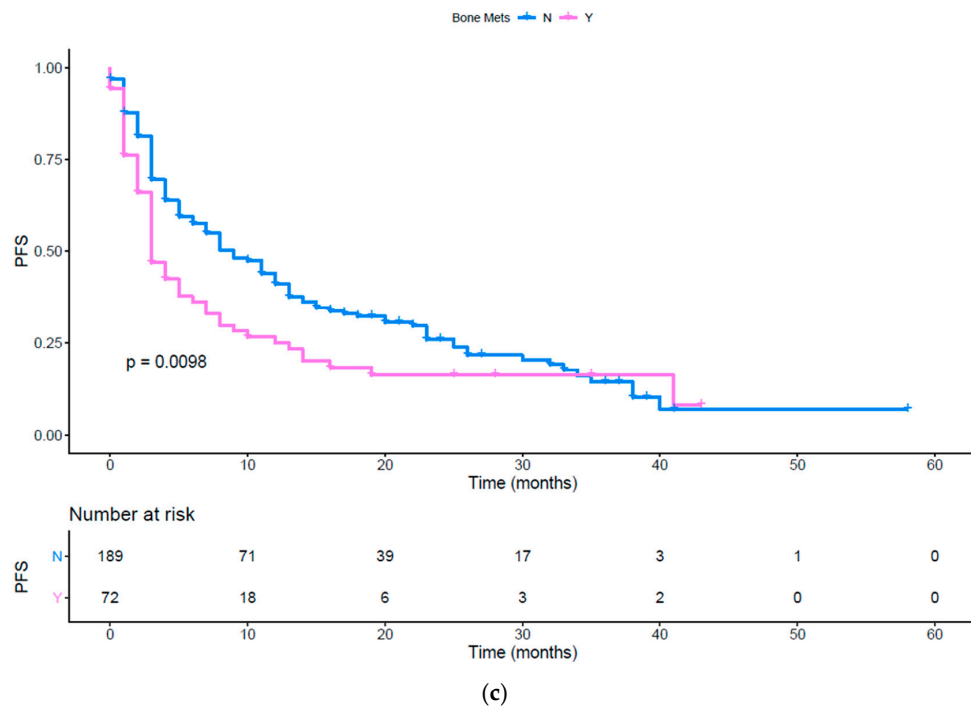 Bone Mets N Y
1.00
0.75
0.50
0.25
0.00
PFS
p = 0.0098
0 10 20 30 40 50 60
Time (months)
Number at risk
PFS
N 189 71 39 17 3 1 0
Y 72 18 6 3 2 0 0
0 10 20 30 40 50 60
Time (months)
(c)